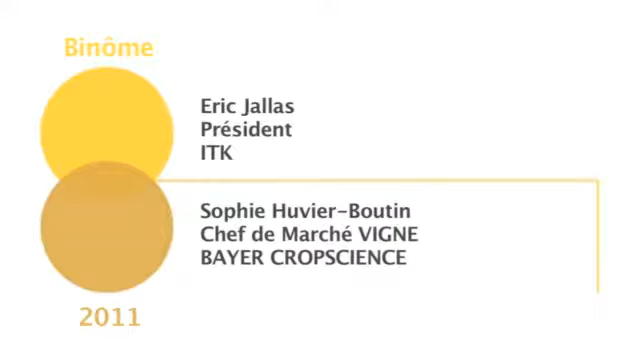 Binôme
Eric Jallas
Président
ITK
Sophie Huvier-Boutin
Chef de Marché VIGNE
BAYER CROPSCIENCE
2011